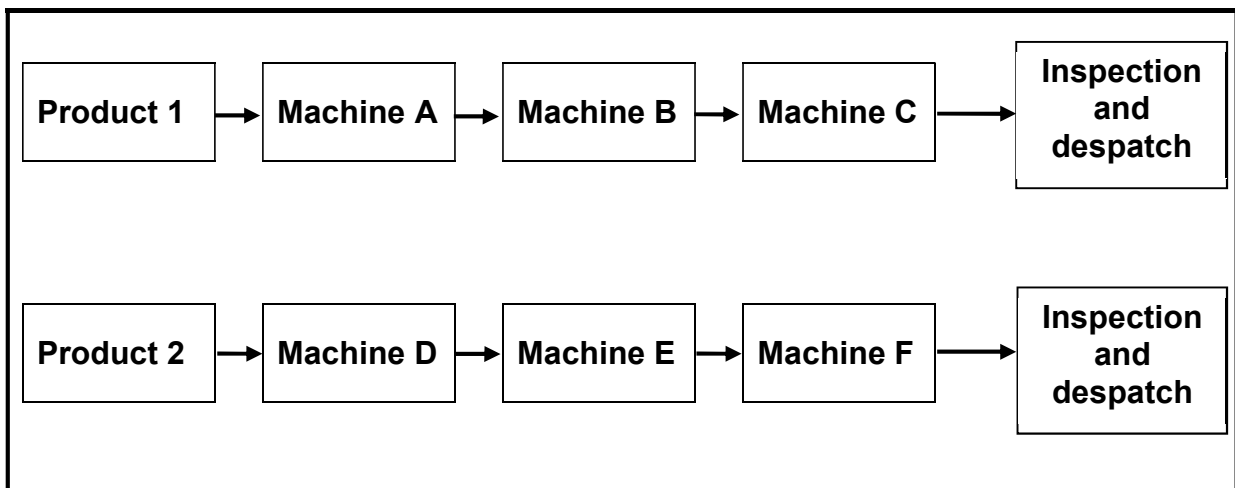 Product 1
Machine A
Machine B
Machine C
Inspection
and
despatch
Product 2
Machine D
Machine E
Machine F
Inspection
and
despatch